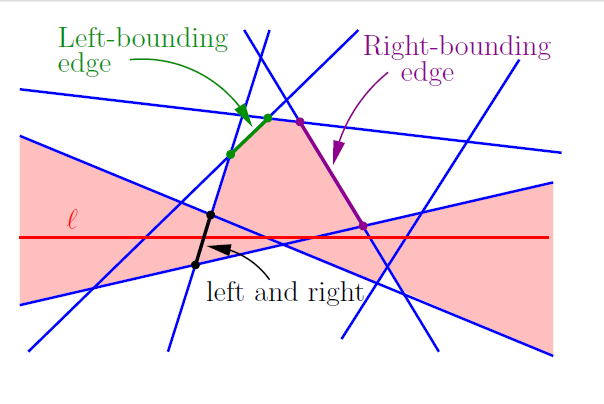 Left-bounding
edge
Right-bounding
edge
ℓ
left and right